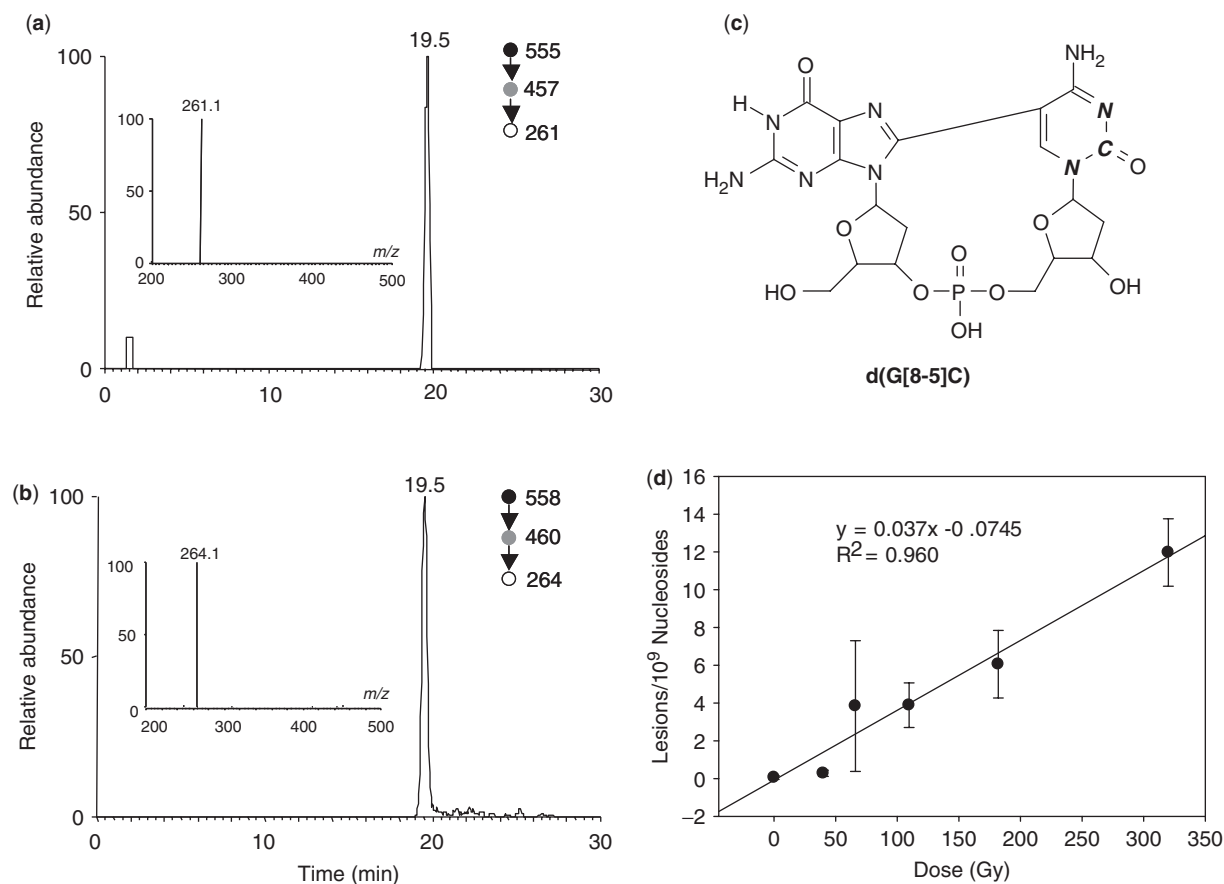 (a)
19.5
555
457
261
100
50
0
Relative abundance
261.1
100
50
0
m/z
200 300 400 500
0 10 20 30
(b)
19.5
558
460
264
100
50
0
Relative abundance
264.1
100
50
0
m/z
200 300 400 500
0 10 20 30
Time (min)
(c)
O
H
N
N
H2N
N
N
NH2
N
C
O
N
O
O
HO
O
P
O
O
OH
OH
d(G[8-5]C)
(d)
y = 0.037x -0 .0745
R2 = 0.960
16
14
12
10
8
6
4
2
0
−2
Lesions/10⁹ Nucleosides
0 50 100 150 200 250 300 350
Dose (Gy)